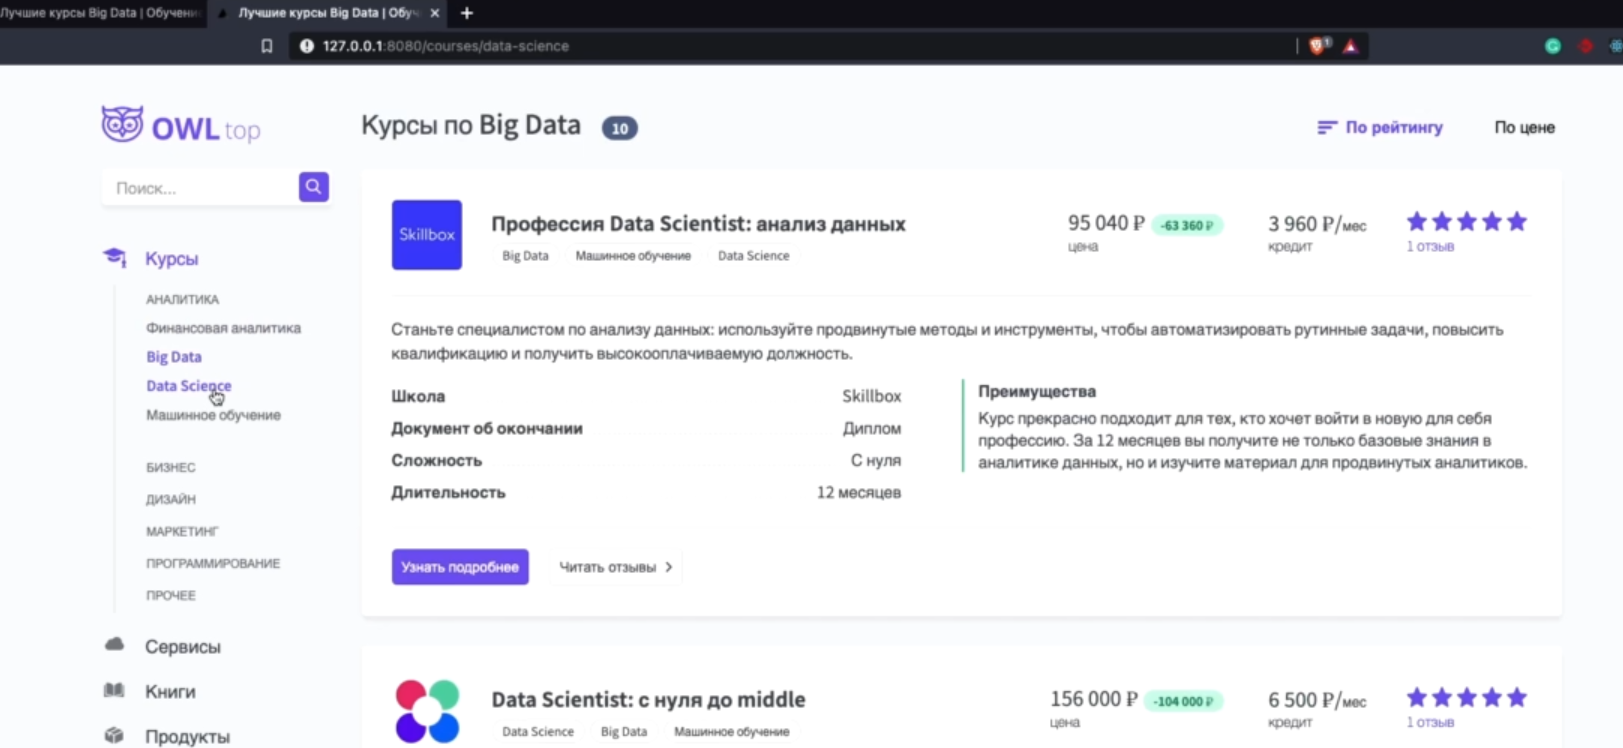 Лучшие курсы Big Data | Обучени
Лучшие курсы Big Data | Обуч
127.0.0.1:8080/courses/data-science
1
OWL top
Курсы по Big Data 10
По рейтингу
По цене
Поиск...
Курсы
АНАЛИТИКА
Финансовая аналитика
Big Data
Data Science
Машинное обучение
БИЗНЕС
ДИЗАЙН
МАРКЕТИНГ
ПРОГРАММИРОВАНИЕ
ПРОЧЕЕ
Сервисы
Книги
Продукты
Skillbox
Профессия Data Scientist: анализ данных
Big Data Машинное обучение Data Science
95 040 ₽ -63 360 ₽
цена
3 960 ₽/мес
кредит
1 отзыв
Станьте специалистом по анализу данных: используйте продвинутые методы и инструменты, чтобы автоматизировать рутинные задачи, повысить
квалификацию и получить высокооплачиваемую должность.
Школа Skillbox
Документ об окончании Диплом
Сложность С нуля
Длительность 12 месяцев
Преимущества
Курс прекрасно подходит для тех, кто хочет войти в новую для себя
профессию. За 12 месяцев вы получите не только базовые знания в
аналитике данных, но и изучите материал для продвинутых аналитиков.
Узнать подробнее
Читать отзывы
Data Scientist: с нуля до middle
Data Science Big Data Машинное обучение
156 000 ₽ -104 000 ₽
цена
6 500 ₽/мес
кредит
1 отзыв